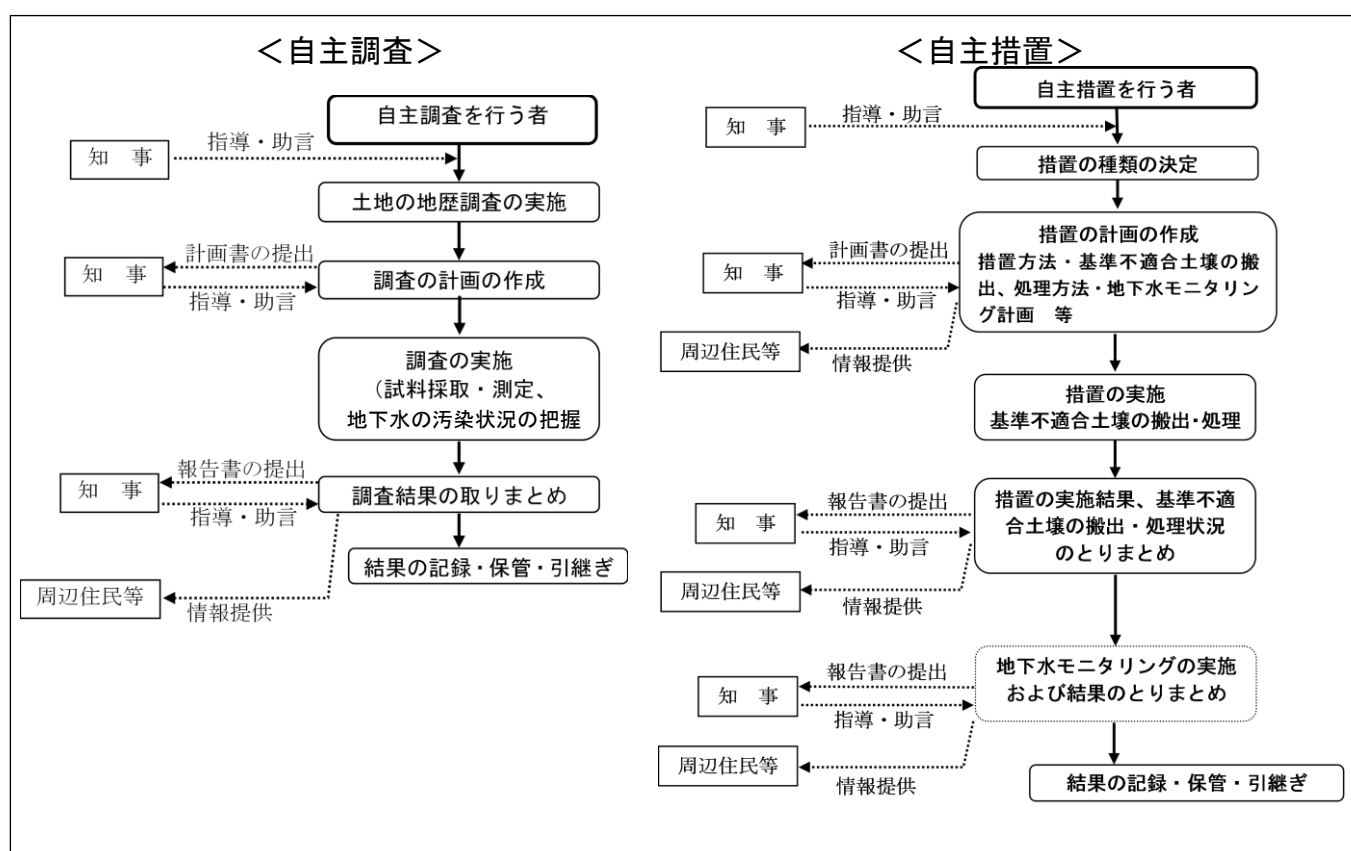 ＜自主調査＞
自主調査を行う者
知　事
指導・助言
土地の地歴調査の実施
計画書の提出
知　事
指導・助言
調査の計画の作成
調査の実施
（試料採取・測定、
地下水の汚染状況の把握
報告書の提出
知　事
指導・助言
調査結果の取りまとめ
結果の記録・保管・引継ぎ
周辺住民等
情報提供
＜自主措置＞
自主措置を行う者
知　事
指導・助言
措置の種類の決定
措置の計画の作成
措置方法・基準不適合土壌の搬
出、処理方法・地下水モニタリン
グ計画　等
計画書の提出
知　事
指導・助言
周辺住民等
情報提供
措置の実施
基準不適合土壌の搬出・処理
報告書の提出
知　事
指導・助言
措置の実施結果、基準不適
合土壌の搬出・処理状況
のとりまとめ
周辺住民等
情報提供
地下水モニタリングの実施
および結果のとりまとめ
報告書の提出
知　事
指導・助言
周辺住民等
情報提供
結果の記録・保管・引継ぎ